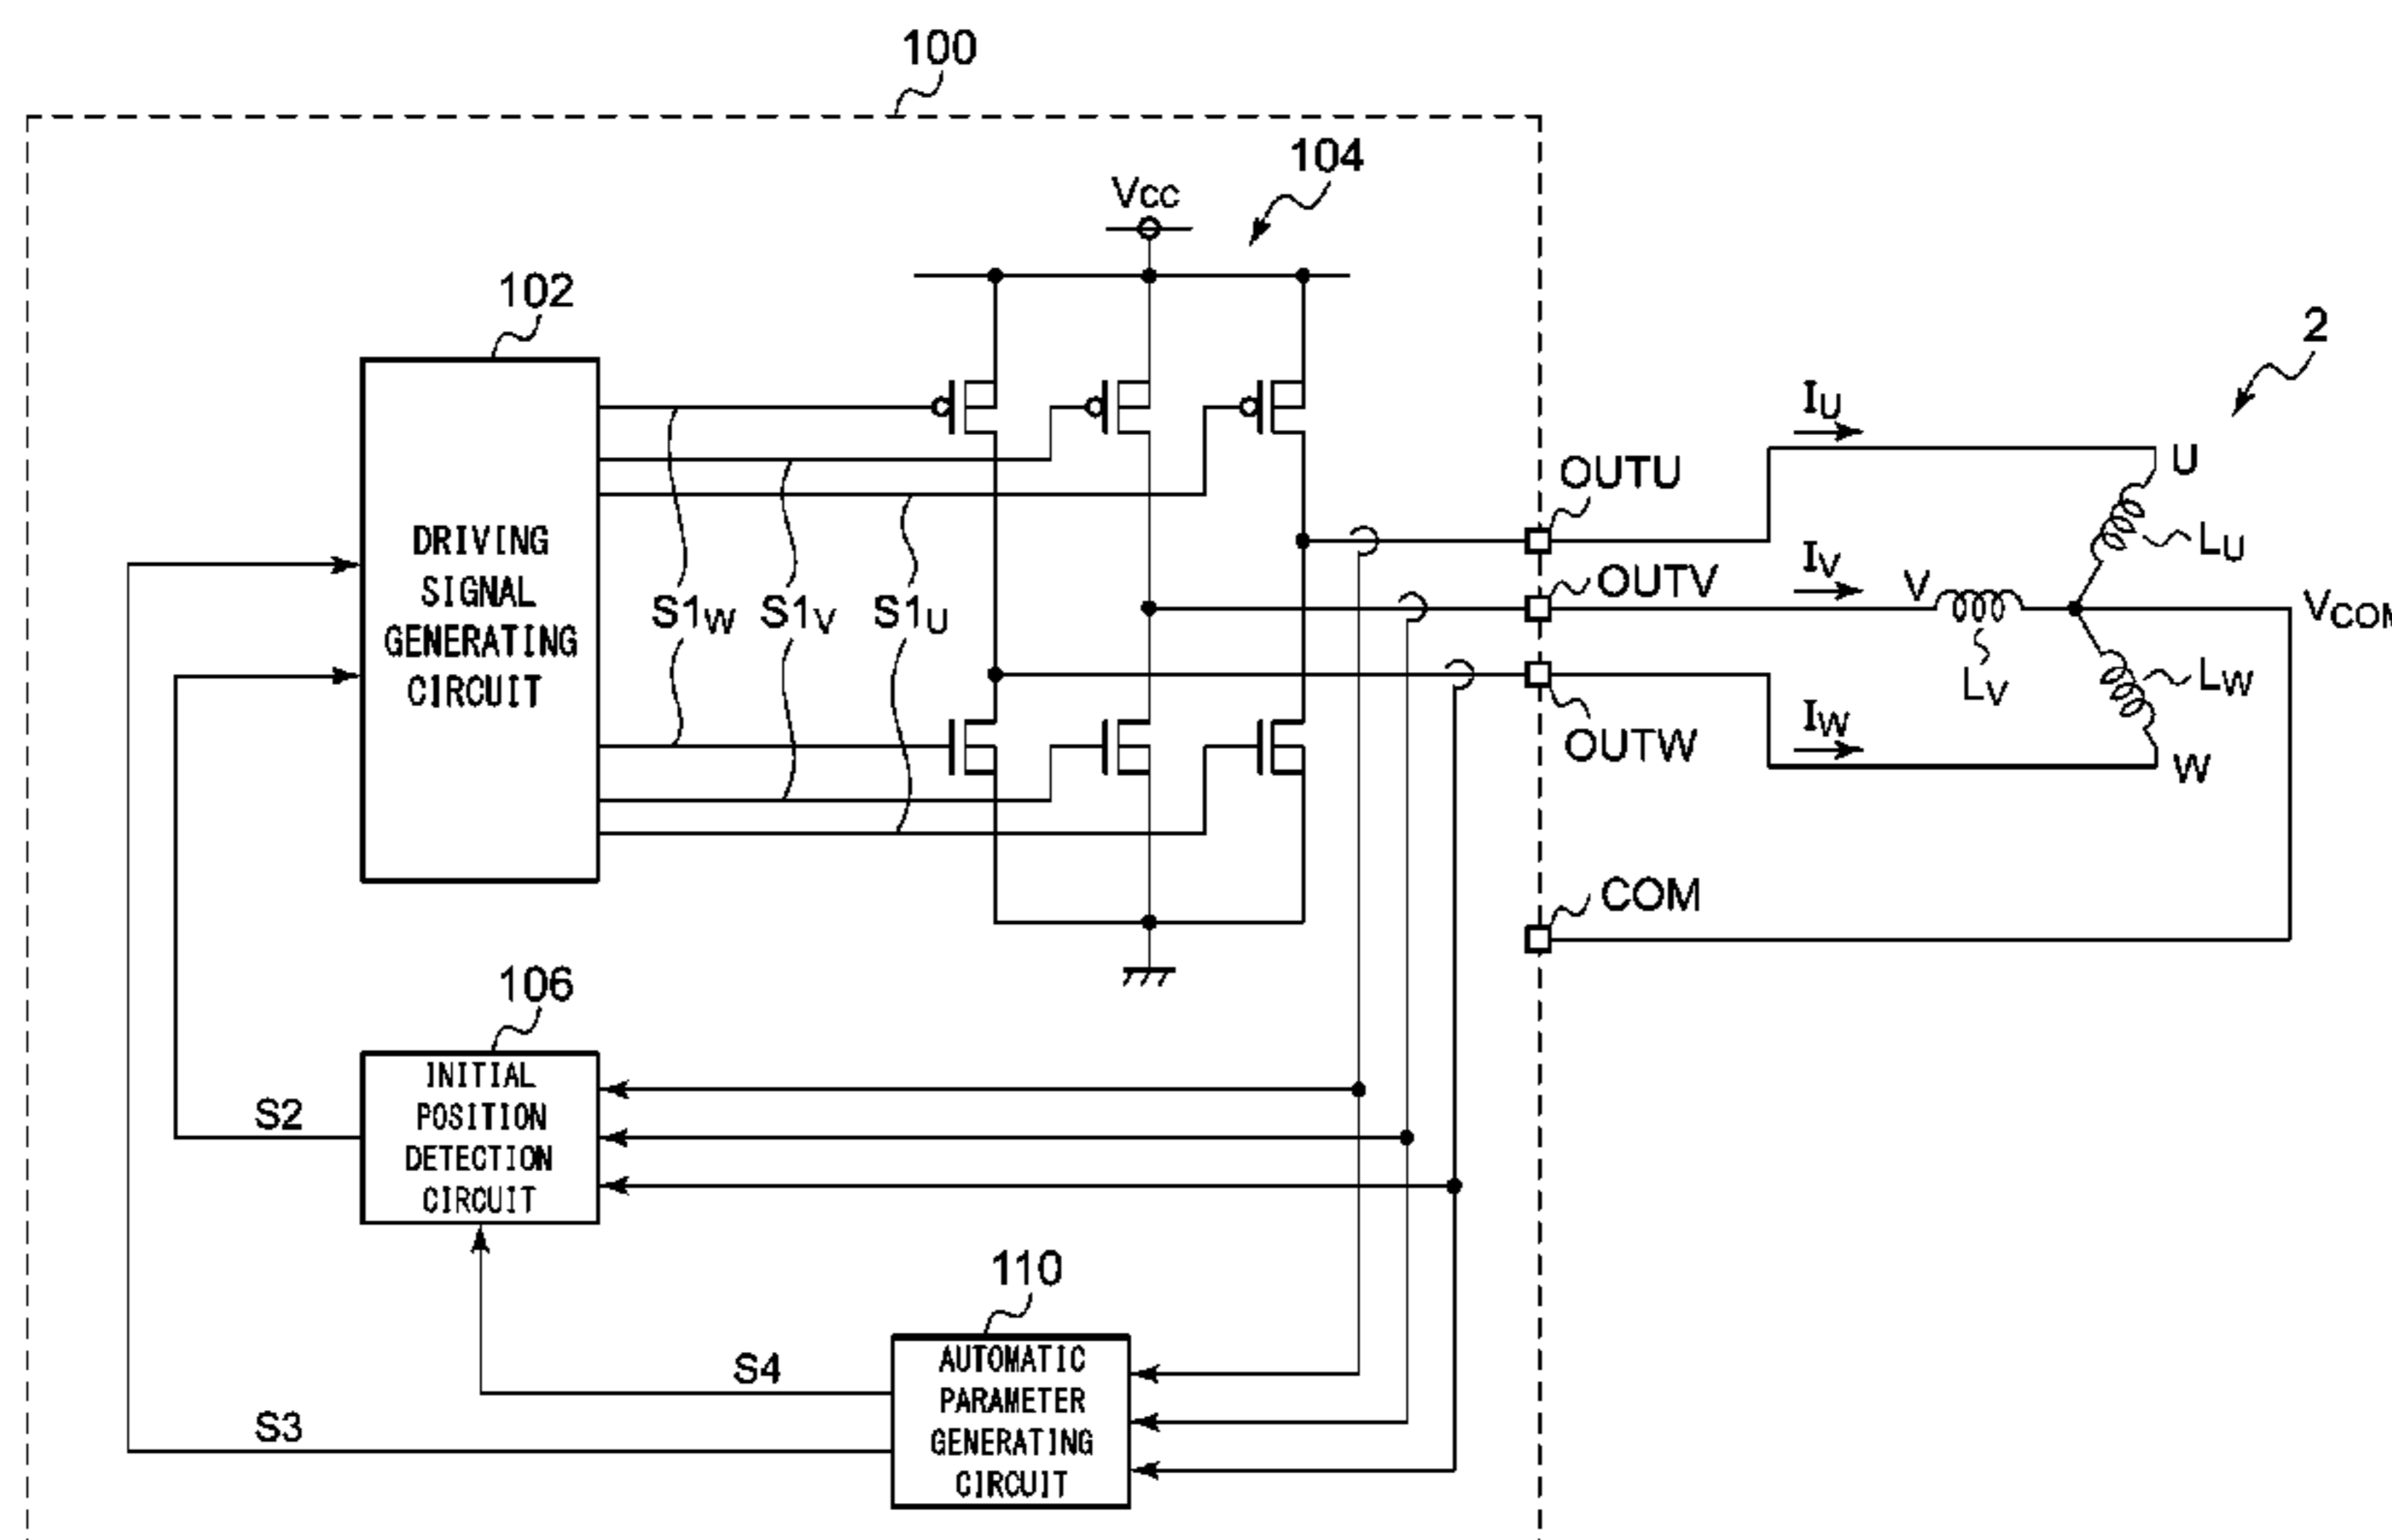 100
104
VCC
102
2
IU
U
OUTU
LU
DRIVING
SIGNAL
GENERATING
CIRCUIT
S1W
S1V
S1U
OUTV
IV
V
LV
VCOM
LW
OUTW
IW
W
COM
106
INITIAL
POSITION
DETECTION
CIRCUIT
S2
110
AUTOMATIC
PARAMETER
GENERATING
CIRCUIT
S4
S3